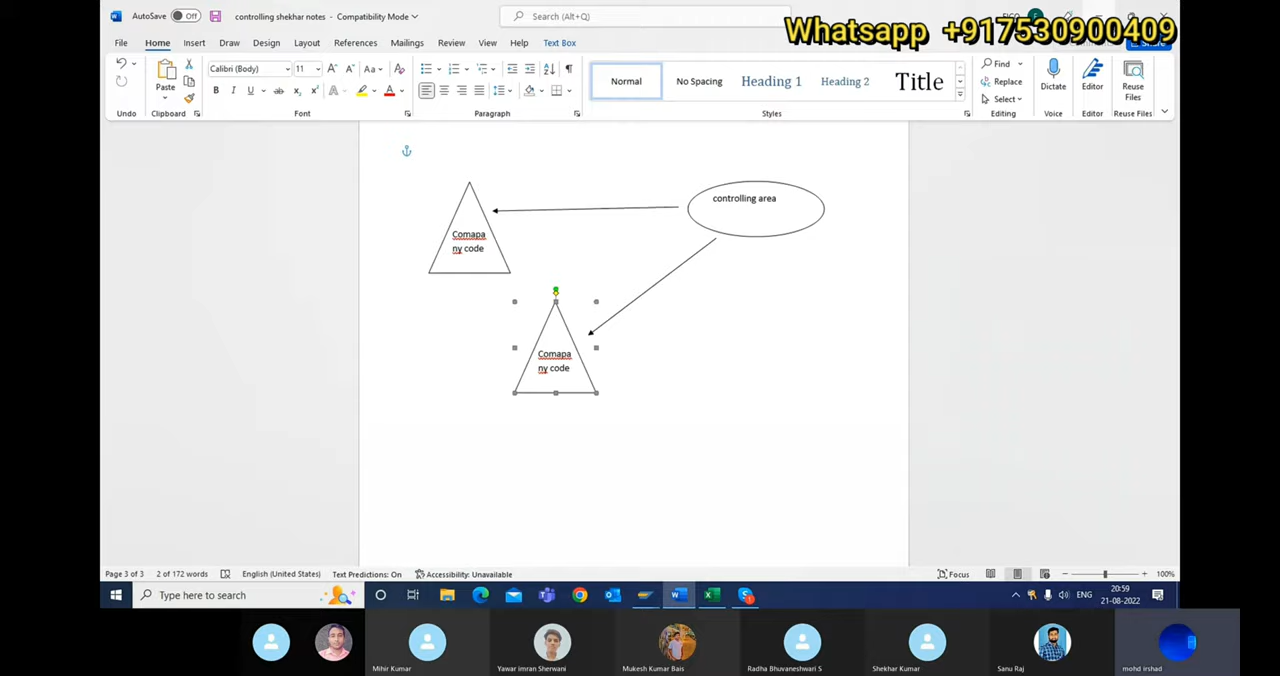 AutoSave Off controlling shekhar notes - Compatibility Mode Search (Alt+Q)
Whatsapp +917530900409
File Home Insert Draw Design Layout References Mailings Review View Help Text Box
Calibri (Body) 11 Aa Normal No Spacing Heading 1 Heading 2 Title
Paste Find Replace Select Dictate Editor Reuse Files
Undo Clipboard Font Paragraph Styles Editing Voice Editor Reuse Files
controlling area
Comapa
ny code
Comapa
ny code
Page 3 of 3 2 of 172 words English (United States) Text Predictions: On Accessibility: Unavailable Focus 100%
Type here to search ENG 20:59
21-08-2022
Mihir Kumar Yawar imran Sherwani Mukesh Kumar Bais Radha Bhuvaneshwari S Shekhar Kumar Sanu Raj mohd irshad